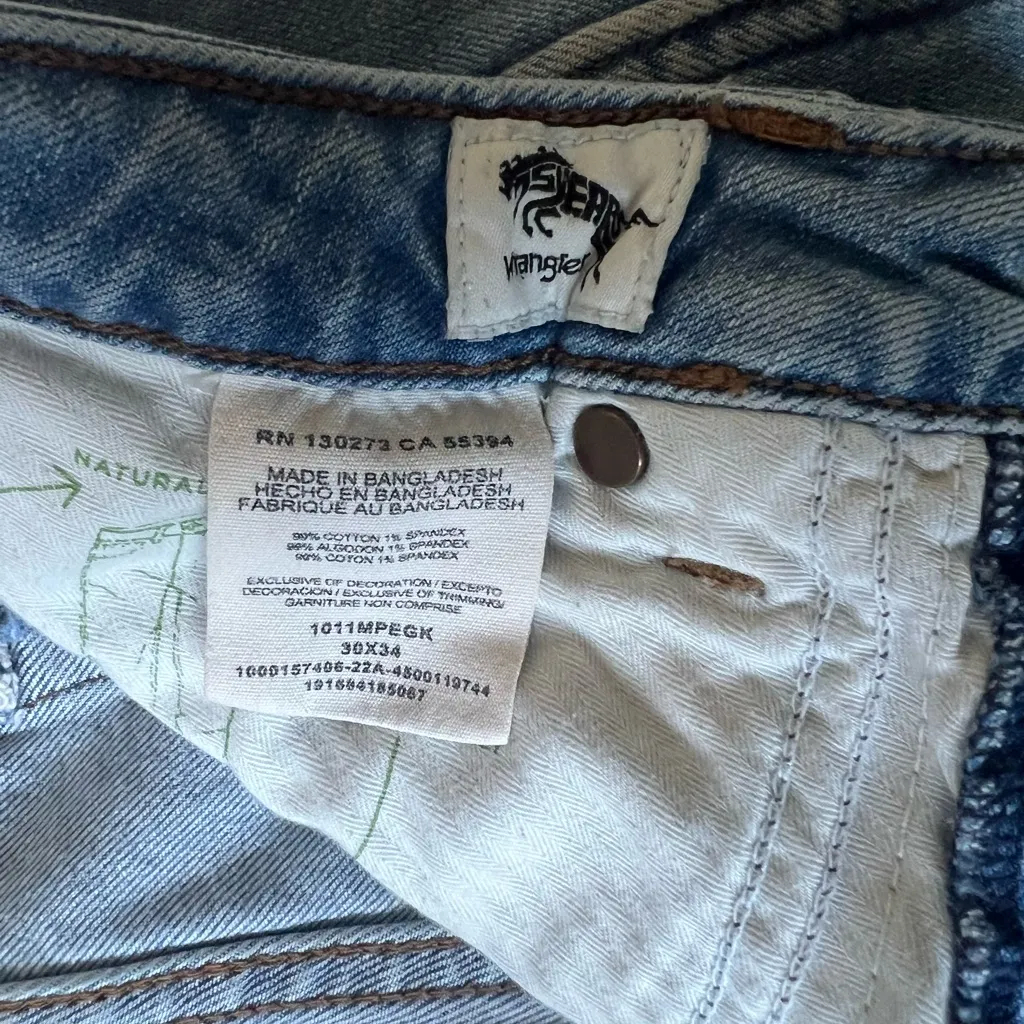 Wrangler
RN 130273 CA 55394
NATURAL
MADE IN BANGLADESH
HECHO EN BANGLADESH
FABRIQUE AU BANGLADESH
99% COTTON 1% SPANDEX
99% ALGODON 1% SPANDEX
99% COTON 1% SPANDEX
EXCLUSIVE OF DECORATION / EXCEPTO
DECORACION / EXCLUSIVE OF TRIMMING/
GARNITURE NON COMPRISE
1011MPEGK
30X34
1000157406-22A-4500119744